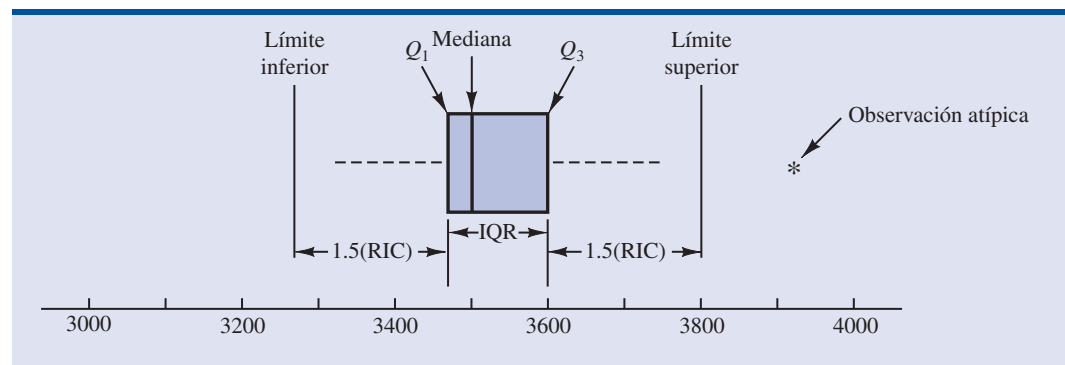 Límite
inferior
Q1
Mediana
Q3
Límite
superior
Observación atípica
*
1.5(RIC)
IQR
1.5(RIC)
3000 3200 3400 3600 3800 4000